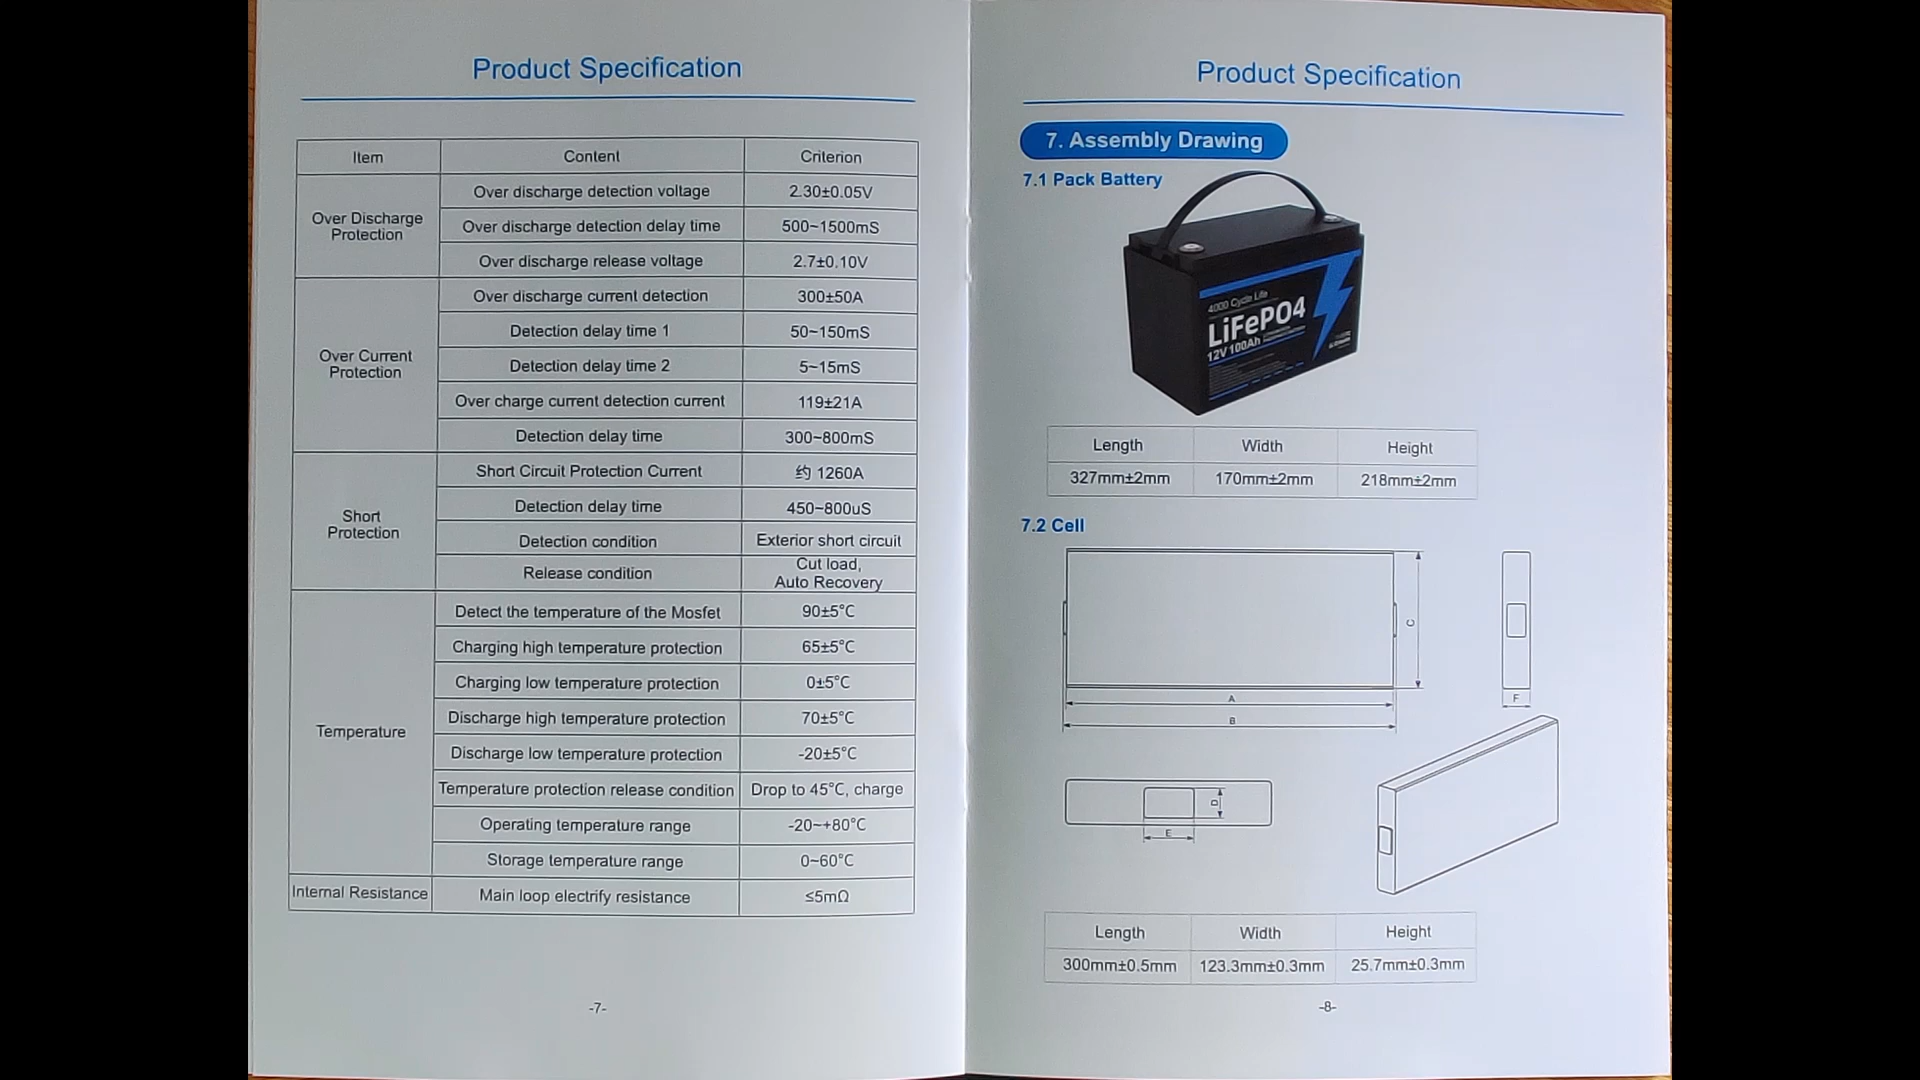 Product Specification
Item Content Criterion
Over Discharge Protection
Over discharge detection voltage 2.30±0.05V
Over discharge detection delay time 500~1500mS
Over discharge release voltage 2.7±0.10V
Over Current Protection
Over discharge current detection 300±50A
Detection delay time 1 50~150mS
Detection delay time 2 5~15mS
Over charge current detection current 119±21A
Detection delay time 300~800mS
Short Protection
Short Circuit Protection Current 约 1260A
Detection delay time 450~800uS
Detection condition Exterior short circuit
Release condition Cut load, Auto Recovery
Temperature
Detect the temperature of the Mosfet 90±5°C
Charging high temperature protection 65±5°C
Charging low temperature protection 0±5°C
Discharge high temperature protection 70±5°C
Discharge low temperature protection -20±5°C
Temperature protection release condition Drop to 45°C, charge
Operating temperature range -20~+80°C
Storage temperature range 0~60°C
Internal Resistance Main loop electrify resistance ≤5mΩ
-7-
Product Specification
7. Assembly Drawing
7.1 Pack Battery
4000 Cycle Life
LiFePO4
12V 100Ah
Length Width Height
327mm±2mm 170mm±2mm 218mm±2mm
7.2 Cell
C
A
B
F
D
E
Length Width Height
300mm±0.5mm 123.3mm±0.3mm 25.7mm±0.3mm
-8-